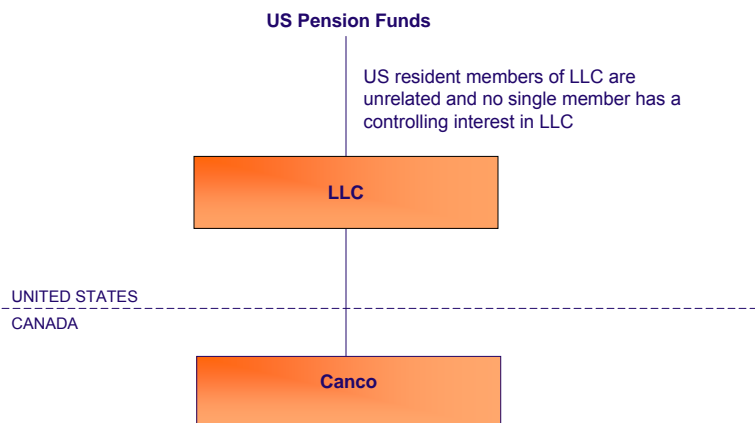 US Pension Funds
US resident members of LLC are
unrelated and no single member has a
controlling interest in LLC
LLC
UNITED STATES
CANADA
Canco